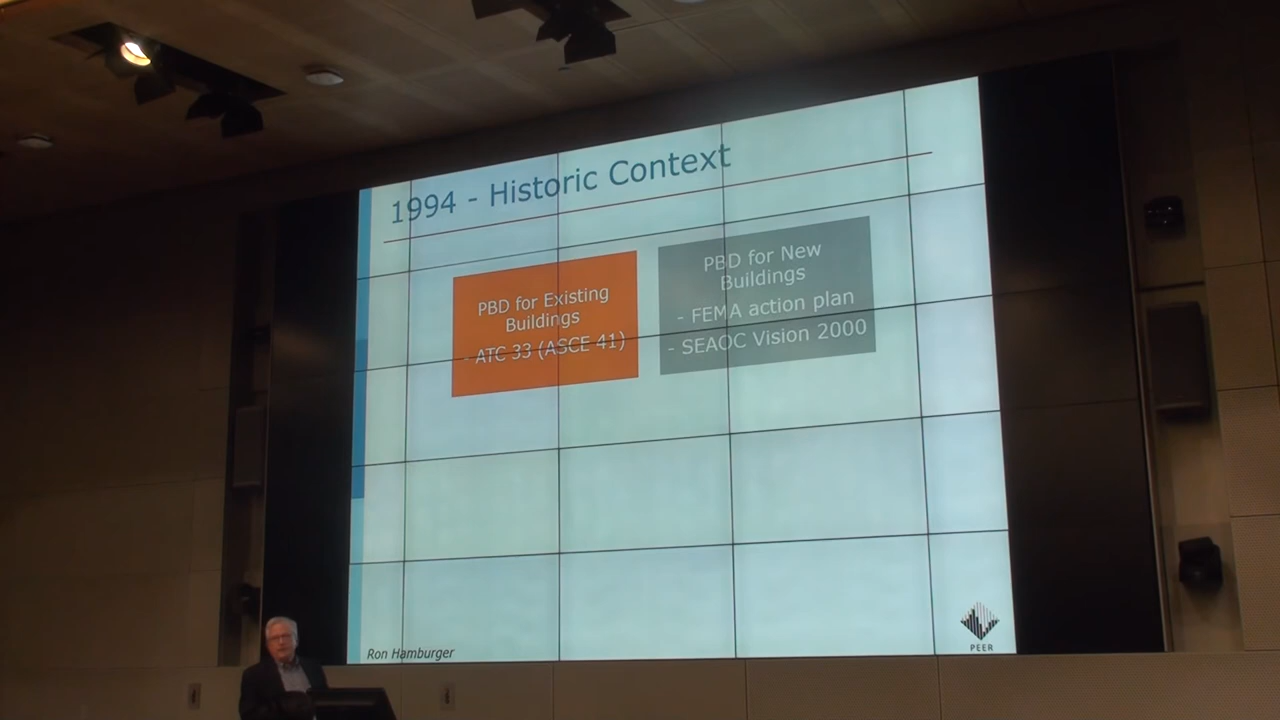 1994 - Historic Context
PBD for Existing
Buildings
- ATC 33 (ASCE 41)
PBD for New
Buildings
- FEMA action plan
- SEAOC Vision 2000
Ron Hamburger
PEER